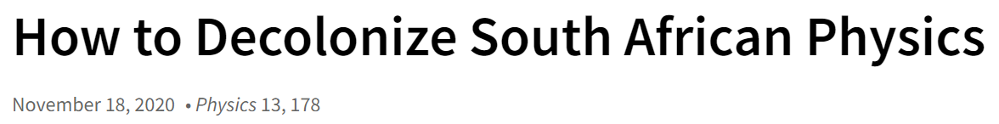 How to Decolonize South African Physics
November 18, 2020 • Physics 13, 178